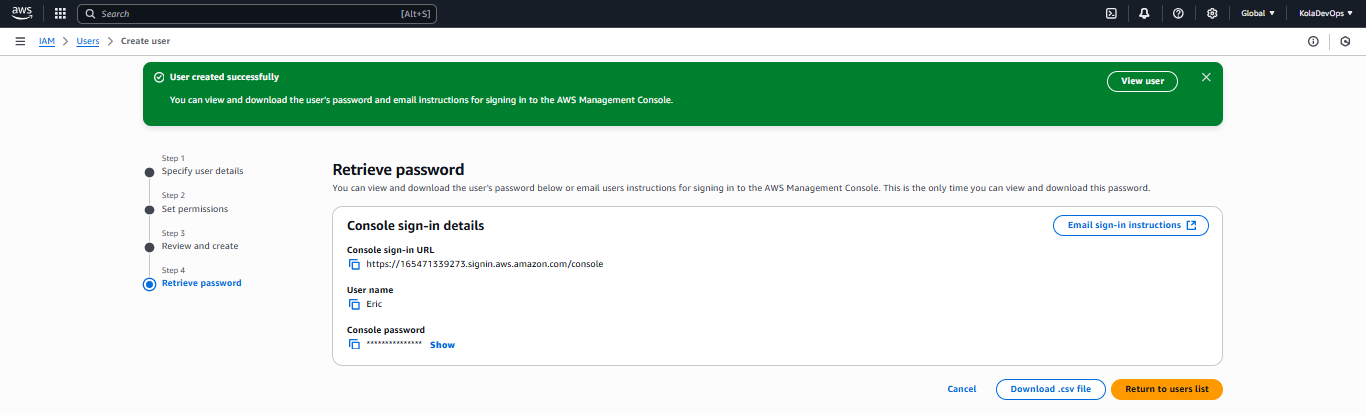 aws
Search
[Alt+S]
Global
KolaDevOps
IAM
Users
Create user
User created successfully
You can view and download the user's password and email instructions for signing in to the AWS Management Console.
View user
Step 1
Specify user details
Step 2
Set permissions
Step 3
Review and create
Step 4
Retrieve password
Retrieve password
You can view and download the user's password below or email users instructions for signing in to the AWS Management Console. This is the only time you can view and download this password.
Console sign-in details
Email sign-in instructions
Console sign-in URL
https://165471339273.signin.aws.amazon.com/console
User name
Eric
Console password
*************** Show
Cancel
Download .csv file
Return to users list